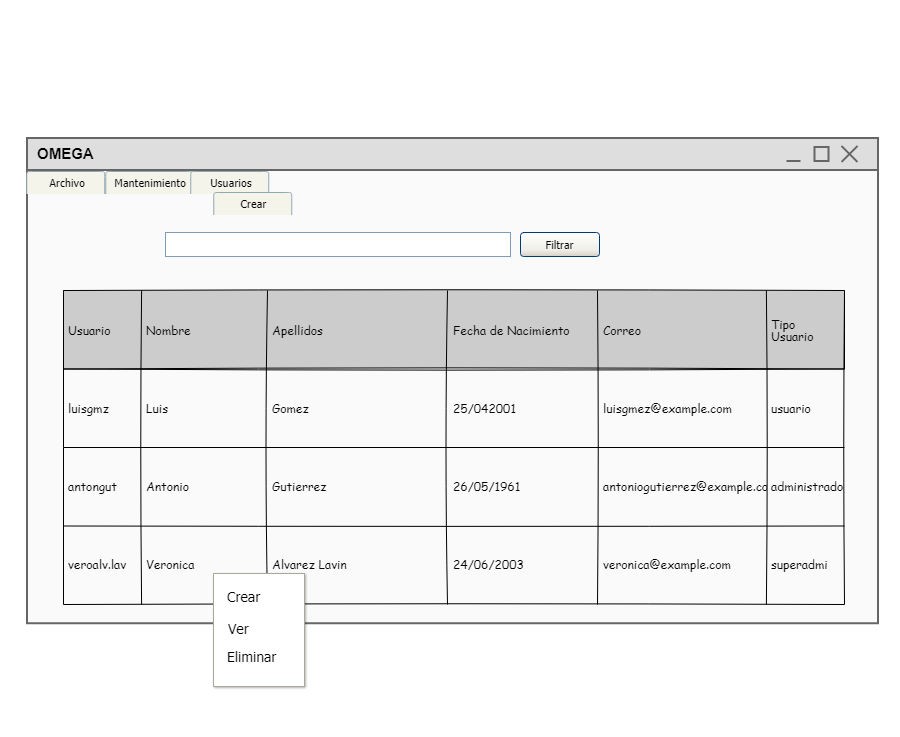 OMEGA
Archivo Mantenimiento Usuarios
Crear
Filtrar
Usuario Nombre Apellidos Fecha de Nacimiento Correo Tipo
Usuario
luisgmz Luis Gomez 25/042001 luisgmez@example.com usuario
antongut Antonio Gutierrez 26/05/1961 antoniogutierrez@example.co administrado
veroalv.lav Veronica Alvarez Lavin 24/06/2003 veronica@example.com superadmi
Crear
Ver
Eliminar